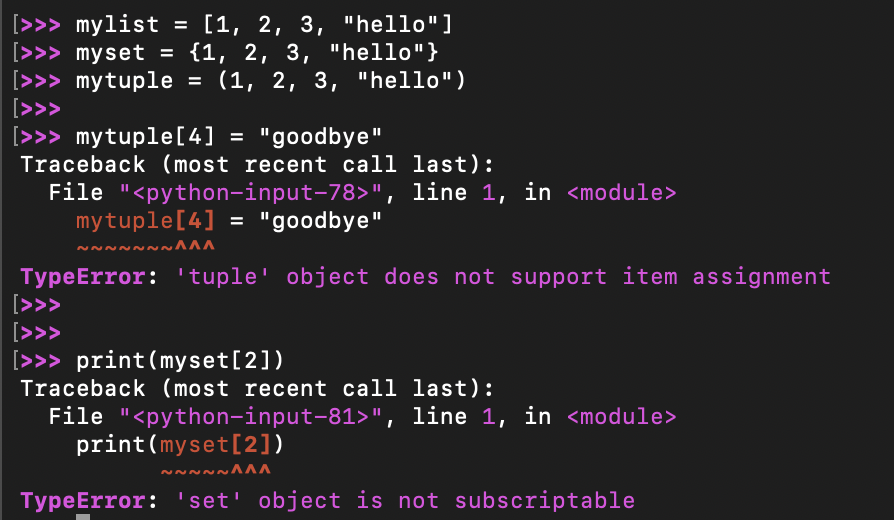 [>>> mylist = [1, 2, 3, "hello"]
[>>> myset = {1, 2, 3, "hello"}
[>>> mytuple = (1, 2, 3, "hello")
[>>>
[>>> mytuple[4] = "goodbye"
Traceback (most recent call last):
  File "<python-input-78>", line 1, in <module>
    mytuple[4] = "goodbye"
    ~~~~~~~^^^
TypeError: 'tuple' object does not support item assignment
[>>>
[>>>
[>>> print(myset[2])
Traceback (most recent call last):
  File "<python-input-81>", line 1, in <module>
    print(myset[2])
          ~~~~~^^^
TypeError: 'set' object is not subscriptable